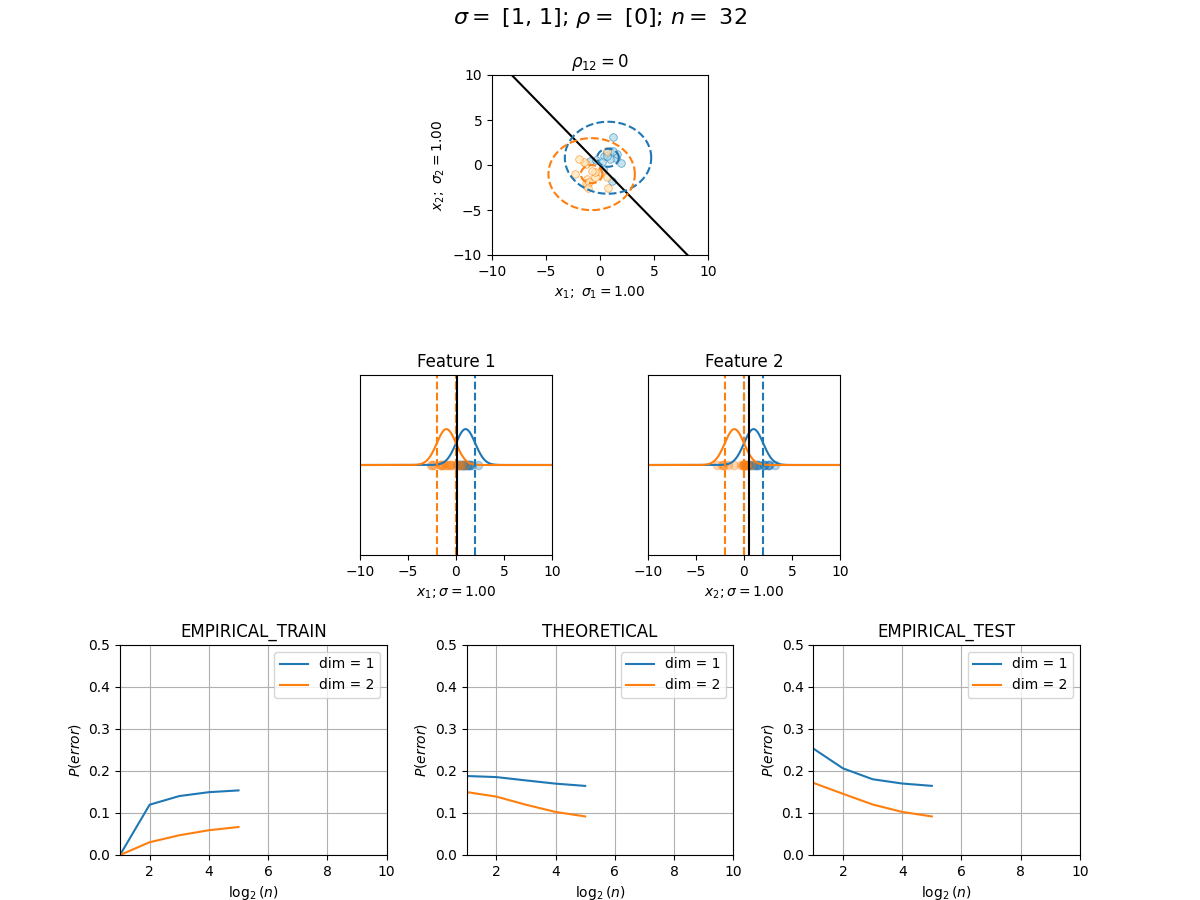 σ = [1, 1]; ρ = [0]; n = 32
ρ₁₂ = 0
10
5
0
−5
−10
x₂; σ₂ = 1.00
−10 −5 0 5 10
x₁; σ₁ = 1.00
Feature 1
Feature 2
−10 −5 0 5 10
−10 −5 0 5 10
x₁; σ = 1.00
x₂; σ = 1.00
EMPIRICAL_TRAIN
0.5
0.4
0.3
0.2
0.1
0.0
P(error)
dim = 1
dim = 2
2 4 6 8 10
log₂(n)
THEORETICAL
0.5
0.4
0.3
0.2
0.1
0.0
P(error)
dim = 1
dim = 2
2 4 6 8 10
log₂(n)
EMPIRICAL_TEST
0.5
0.4
0.3
0.2
0.1
0.0
P(error)
dim = 1
dim = 2
2 4 6 8 10
log₂(n)